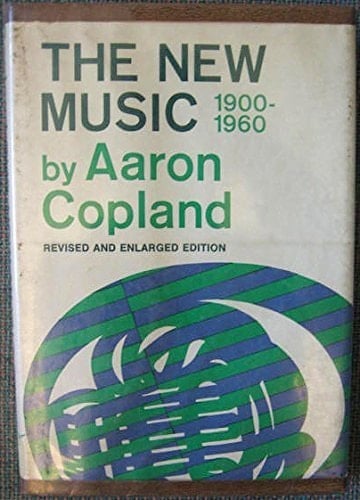 THE NEW
MUSIC 1900-
1960
by Aaron
Copland
REVISED AND ENLARGED EDITION